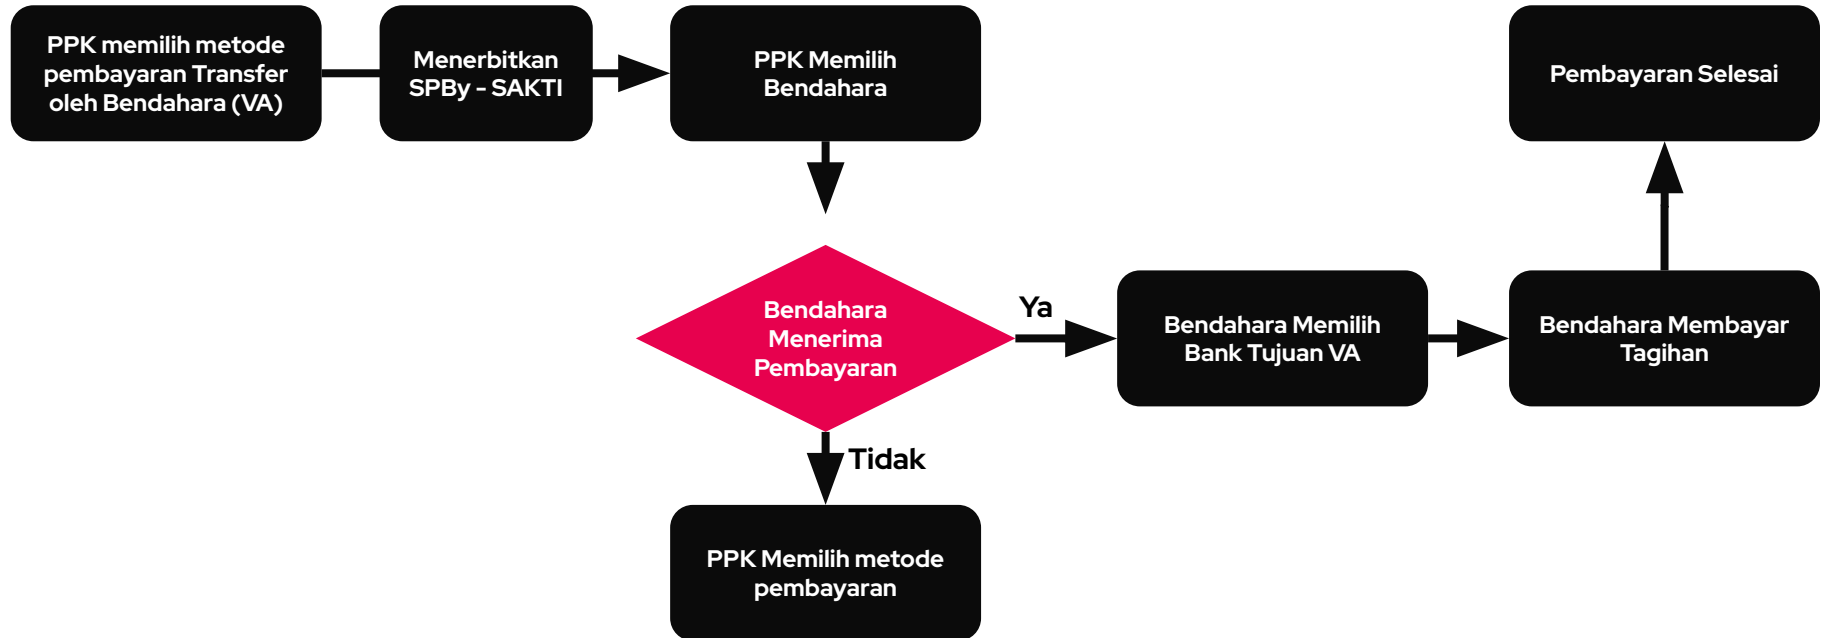 PPK memilih metode
pembayaran Transfer
oleh Bendahara (VA)
Menerbitkan
SPBy - SAKTI
PPK Memilih
Bendahara
Pembayaran Selesai
Bendahara
Menerima
Pembayaran
Ya
Bendahara Memilih
Bank Tujuan VA
Bendahara Membayar
Tagihan
Tidak
PPK Memilih metode
pembayaran